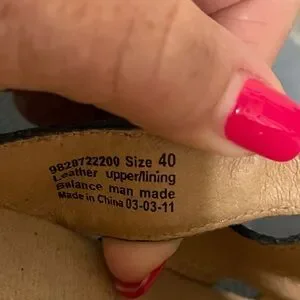 9828722200 Size 40
Leather upper/lining
Balance man made
Made in China 03-03-11